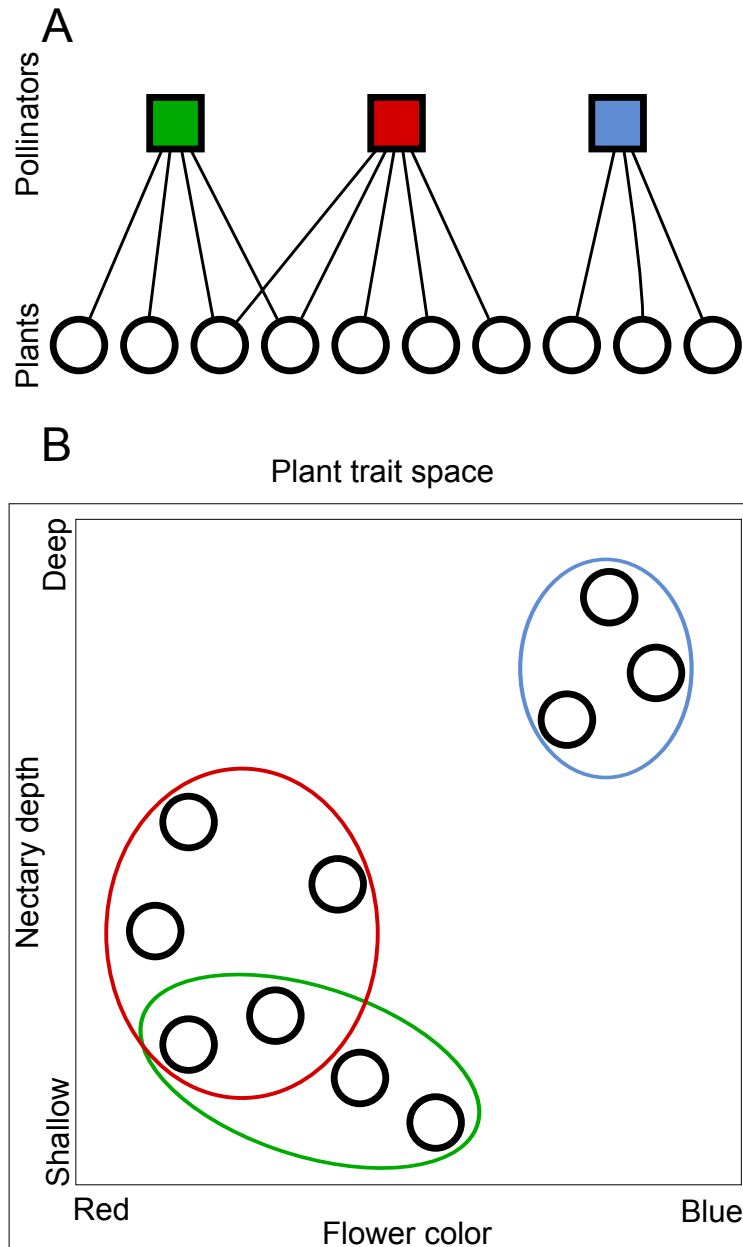 A
Pollinators
Plants
B
Plant trait space
Deep
Nectary depth
Shallow
Red
Blue
Flower color